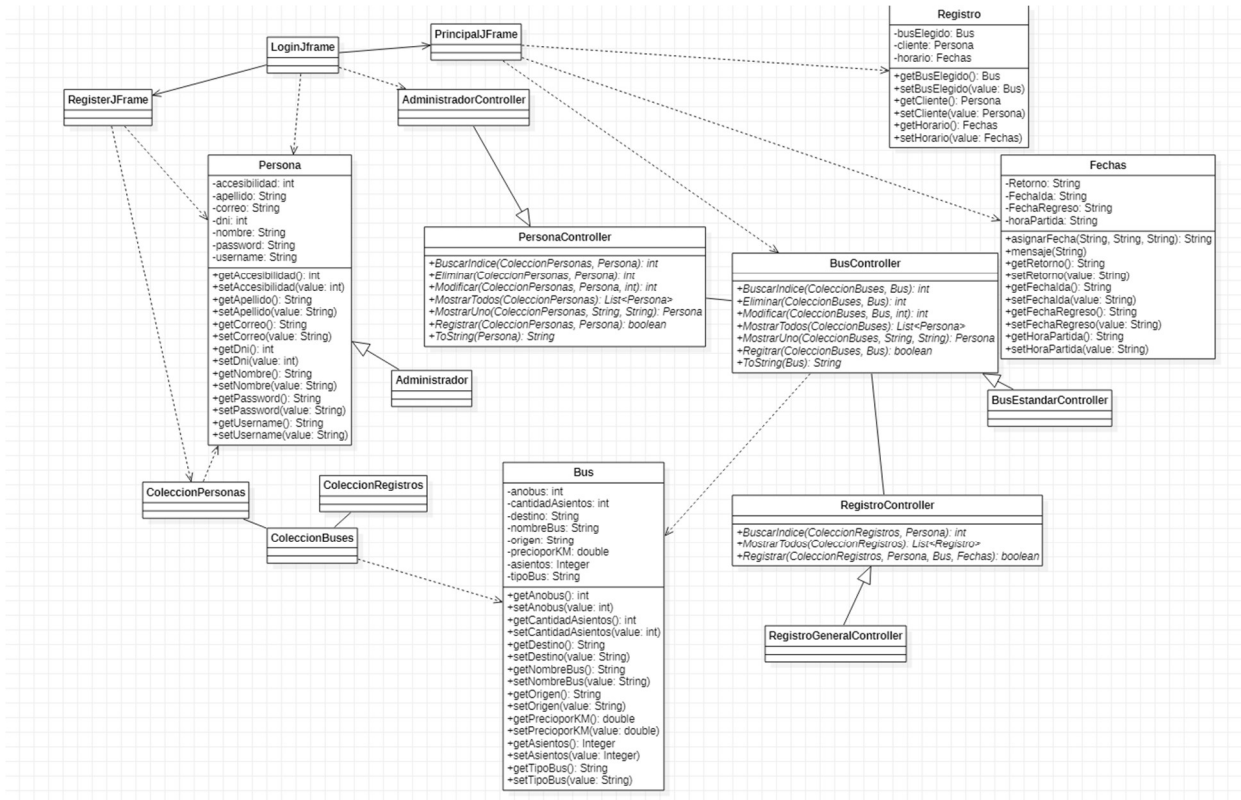 LoginJframe
PrincipalJFrame
RegisterJFrame
AdministradorController
Registro
-busElegido: Bus
-cliente: Persona
-horario: Fechas
+getBusElegido(): Bus
+setBusElegido(value: Bus)
+getCliente(): Persona
+setCliente(value: Persona)
+getHorario(): Fechas
+setHorario(value: Fechas)
Persona
-accesibilidad: int
-apellido: String
-correo: String
-dni: int
-nombre: String
-password: String
-username: String
+getAccesibilidad(): int
+setAccesibilidad(value: int)
+getApellido(): String
+setApellido(value: String)
+getCorreo(): String
+setCorreo(value: String)
+getDni(): int
+setDni(value: int)
+getNombre(): String
+setNombre(value: String)
+getPassword(): String
+setPassword(value: String)
+getUsername(): String
+setUsername(value: String)
Fechas
-Retorno: String
-FechaIda: String
-FechaRegreso: String
-horaPartida: String
+asignarFecha(String, String, String): String
+mensaje(String)
+getRetorno(): String
+setRetorno(value: String)
+getFechaIda(): String
+setFechaIda(value: String)
+getFechaRegreso(): String
+setFechaRegreso(value: String)
+getHoraPartida(): String
+setHoraPartida(value: String)
PersonaController
+BuscarIndice(ColeccionPersonas, Persona): int
+Eliminar(ColeccionPersonas, Persona): int
+Modificar(ColeccionPersonas, Persona, int): int
+MostrarTodos(ColeccionPersonas): List<Persona>
+MostrarUno(ColeccionPersonas, String, String): Persona
+Registrar(ColeccionPersonas, Persona): boolean
+ToString(Persona): String
BusController
+BuscarIndice(ColeccionBuses, Bus): int
+Eliminar(ColeccionBuses, Bus): int
+Modificar(ColeccionBuses, Bus, int): int
+MostrarTodos(ColeccionBuses): List<Persona>
+MostrarUno(ColeccionBuses, String, String): Persona
+Regitrar(ColeccionBuses, Bus): boolean
+ToString(Bus): String
Administrador
BusEstandarController
ColeccionPersonas
ColeccionRegistros
ColeccionBuses
Bus
-anobus: int
-cantidadAsientos: int
-destino: String
-nombreBus: String
-origen: String
-precioporKM: double
-asientos: Integer
-tipoBus: String
+getAnobus(): int
+setAnobus(value: int)
+getCantidadAsientos(): int
+setCantidadAsientos(value: int)
+getDestino(): String
+setDestino(value: String)
+getNombreBus(): String
+setNombreBus(value: String)
+getOrigen(): String
+setOrigen(value: String)
+getPrecioporKM(): double
+setPrecioporKM(value: double)
+getAsientos(): Integer
+setAsientos(value: Integer)
+getTipoBus(): String
+setTipoBus(value: String)
RegistroController
+BuscarIndice(ColeccionRegistros, Persona): int
+MostrarTodos(ColeccionRegistros): List<Registro>
+Registrar(ColeccionRegistros, Persona, Bus, Fechas): boolean
RegistroGeneralController